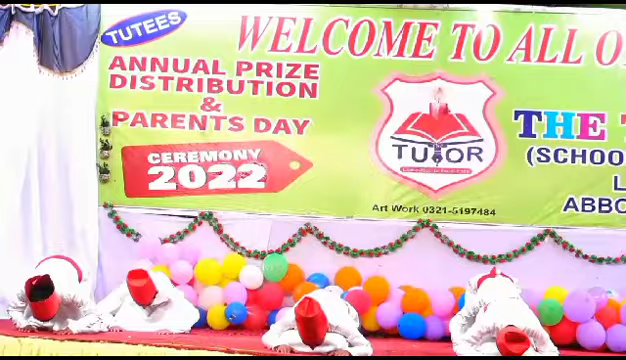 TUTEES
WELCOME TO ALL O
ANNUAL PRIZE
DISTRIBUTION
&
PARENTS DAY
CEREMONY
2022
TUTOR
THE
(SCHOO
L
ABBO
Art Work 0321-5197484